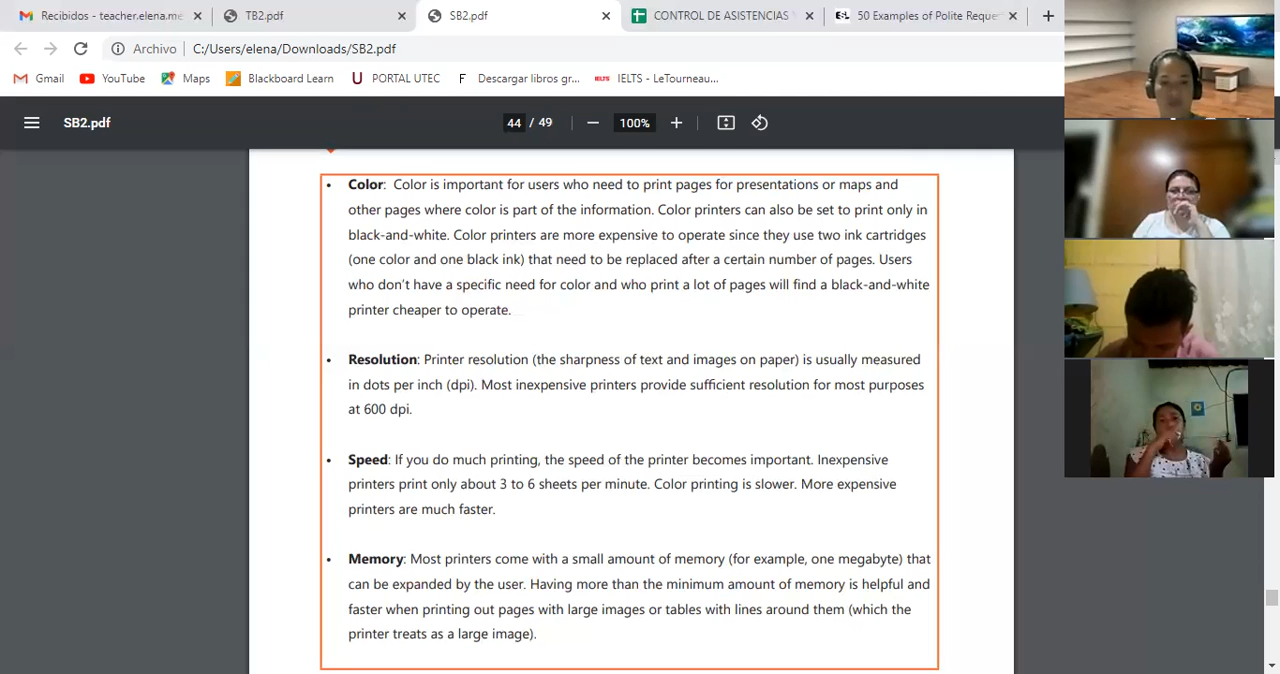 Recibidos - teacher.elena.me
TB2.pdf
SB2.pdf
CONTROL DE ASISTENCIAS Y
ESL 50 Examples of Polite Reque
Archivo C:/Users/elena/Downloads/SB2.pdf
Gmail YouTube Maps Blackboard Learn U PORTAL UTEC F Descargar libros gr... IELTS IELTS - LeTourneau...
SB2.pdf 44 / 49 100%
• Color: Color is important for users who need to print pages for presentations or maps and
other pages where color is part of the information. Color printers can also be set to print only in
black-and-white. Color printers are more expensive to operate since they use two ink cartridges
(one color and one black ink) that need to be replaced after a certain number of pages. Users
who don't have a specific need for color and who print a lot of pages will find a black-and-white
printer cheaper to operate.
• Resolution: Printer resolution (the sharpness of text and images on paper) is usually measured
in dots per inch (dpi). Most inexpensive printers provide sufficient resolution for most purposes
at 600 dpi.
• Speed: If you do much printing, the speed of the printer becomes important. Inexpensive
printers print only about 3 to 6 sheets per minute. Color printing is slower. More expensive
printers are much faster.
• Memory: Most printers come with a small amount of memory (for example, one megabyte) that
can be expanded by the user. Having more than the minimum amount of memory is helpful and
faster when printing out pages with large images or tables with lines around them (which the
printer treats as a large image).